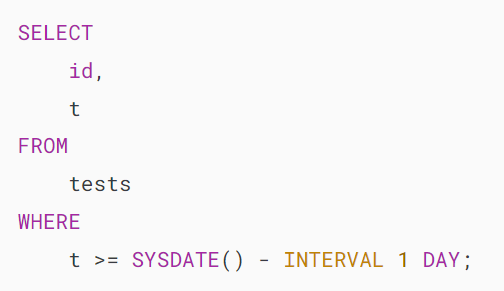 SELECT
    id,
    t
FROM
    tests
WHERE
    t >= SYSDATE() - INTERVAL 1 DAY;